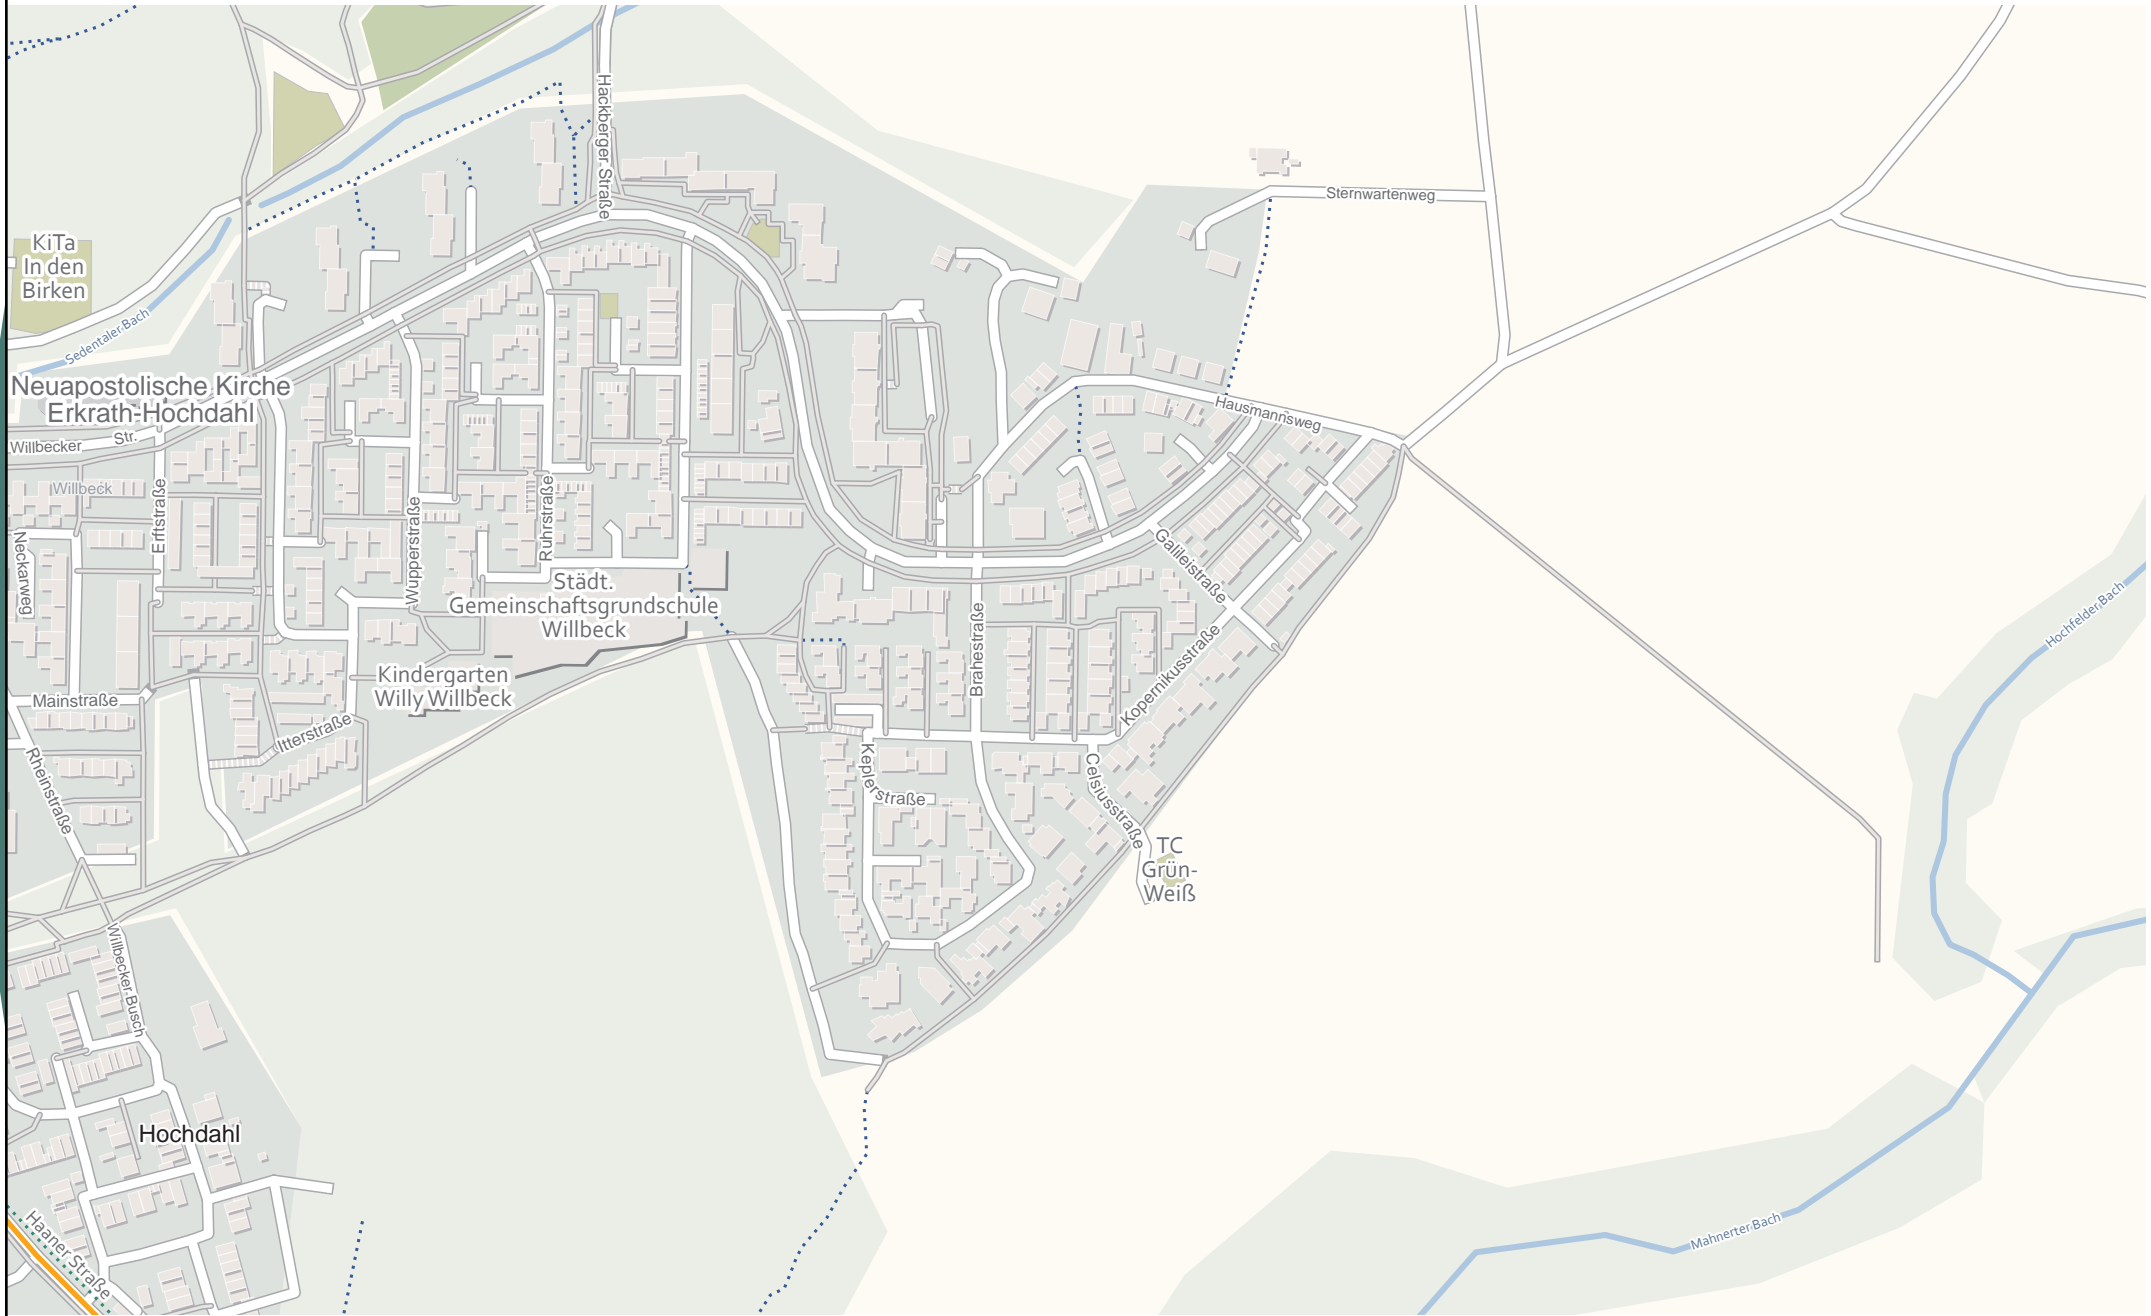 Hackberger Straße
Sternwartenweg
KiTa
In den
Birken
Sedentaler Bach
Neuapostolische Kirche
Erkrath-Hochdahl
Willbecker Str.
Hausmannsweg
Willbeck
Erftstraße
Wupperstraße
Ruhrstraße
Neckarweg
Galileistraße
Städt.
Gemeinschaftsgrundschule
Willbeck
Hochfelder Bach
Brahestraße
Kopernikusstraße
Kindergarten
Willy Willbeck
Mainstraße
Itterstraße
Rheinstraße
Keplerstraße
Celsiusstraße
TC
Grün-
Weiß
Willbecker Busch
Hochdahl
Haaner Straße
Mahnerter Bach